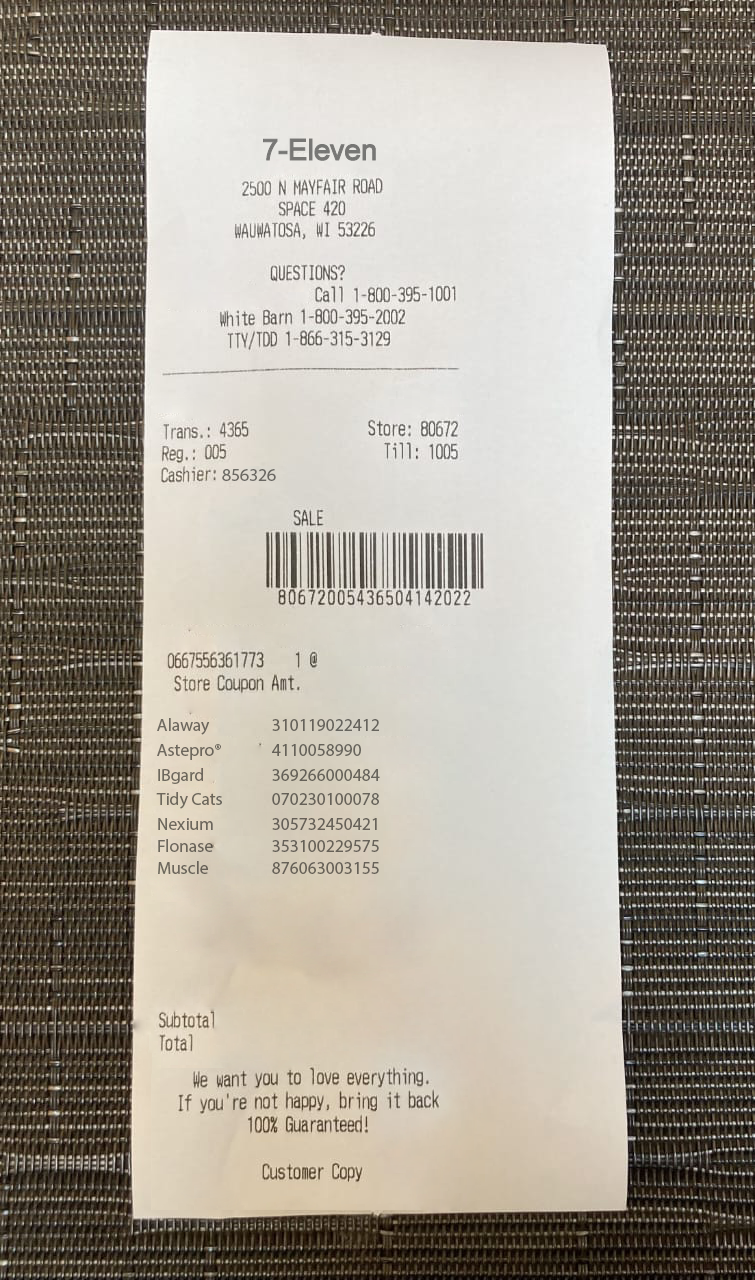 7-Eleven
2500 N MAYFAIR ROAD
SPACE 420
WAUWATOSA, WI 53226
QUESTIONS?
Call 1-800-395-1001
White Barn 1-800-395-2002
TTY/TDD 1-866-315-3129
Trans.: 4365 Store: 80672
Reg.: 005 Till: 1005
Cashier: 856326
SALE
80672005436504142022
0667556361773 1 @
Store Coupon Amt.
Alaway 310119022412
Astepro® 4110058990
IBgard 369266000484
Tidy Cats 070230100078
Nexium 305732450421
Flonase 353100229575
Muscle 876063003155
Subtotal
Total
We want you to love everything.
If you're not happy, bring it back
100% Guaranteed!
Customer Copy